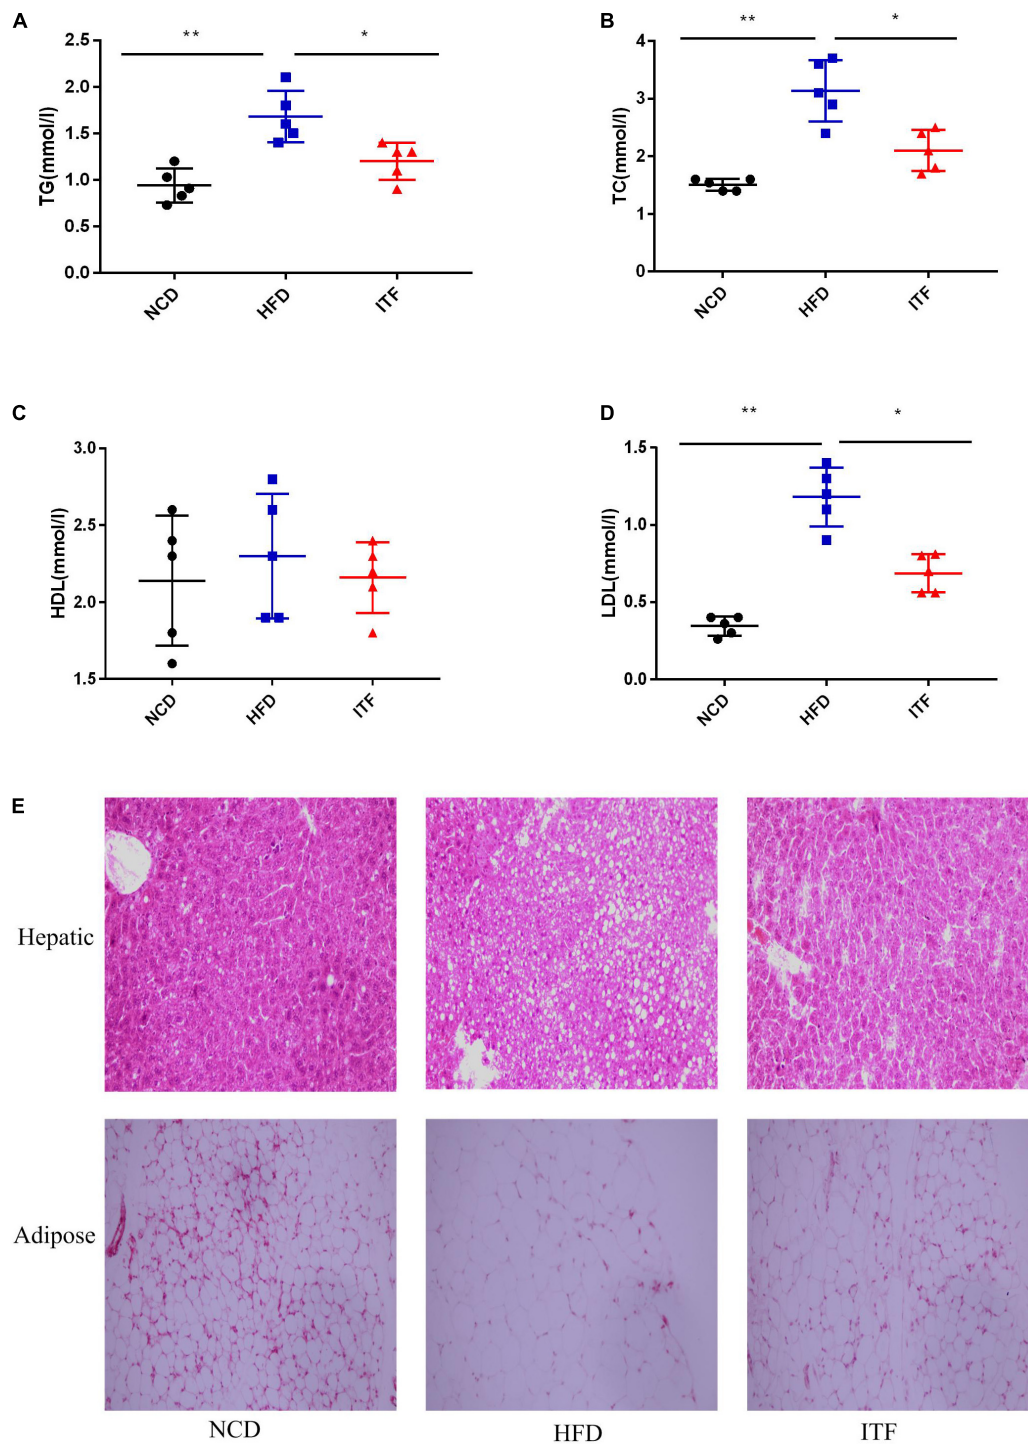 A
** *
TG(mmol/l)
2.5
2.0
1.5
1.0
0.5
0.0
NCD HFD ITF
B
** *
TC(mmol/l)
4
3
2
1
0
NCD HFD ITF
C
HDL(mmol/l)
3.0
2.5
2.0
1.5
NCD HFD ITF
D
** *
LDL(mmol/l)
1.5
1.0
0.5
0.0
NCD HFD ITF
E
Hepatic
Adipose
NCD HFD ITF